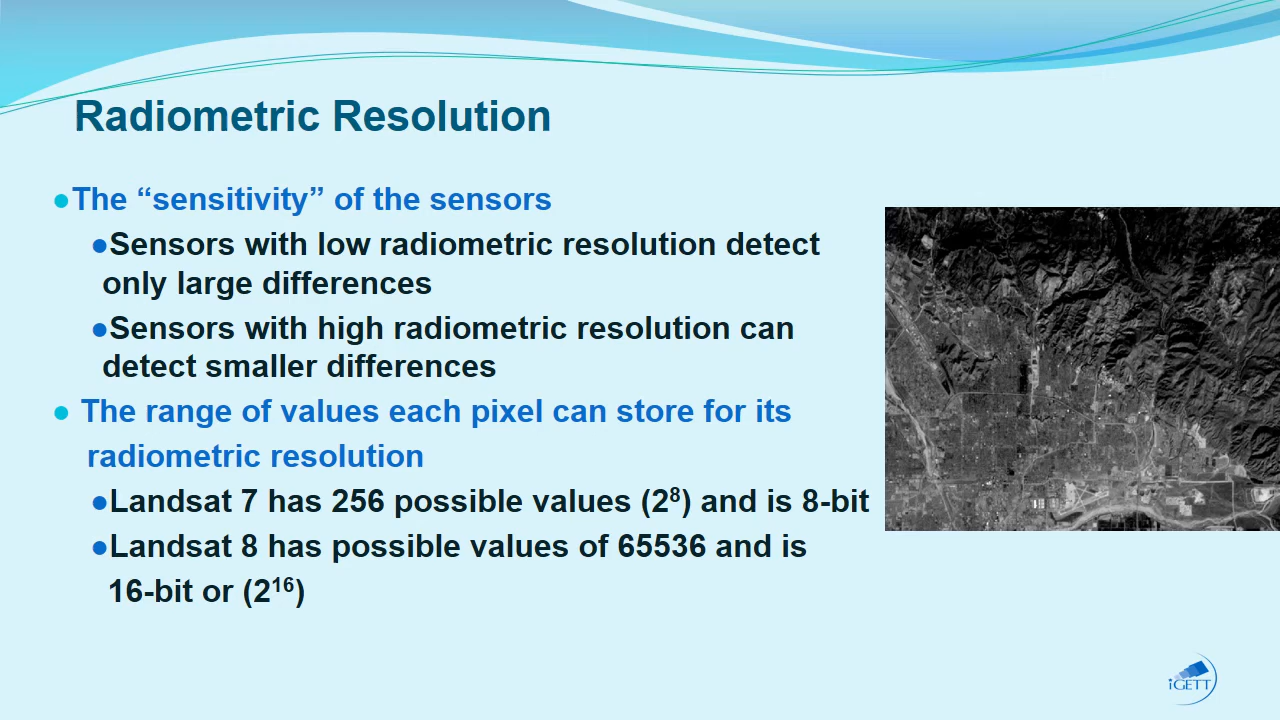 Radiometric Resolution
●The “sensitivity” of the sensors
●Sensors with low radiometric resolution detect
only large differences
●Sensors with high radiometric resolution can
detect smaller differences
● The range of values each pixel can store for its
radiometric resolution
●Landsat 7 has 256 possible values (2⁸) and is 8-bit
●Landsat 8 has possible values of 65536 and is
16-bit or (2¹⁶)
iGETT